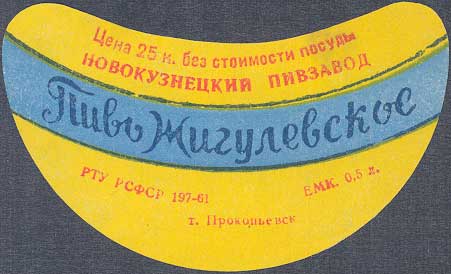 Цена 25 к. без стоимости посуды
НОВОКУЗНЕЦКИЙ ПИВЗАВОД
Пиво Жигулевское
РТУ РСФСР 197-61
ЕМК. 0,5 л.
т. Прокопьевск